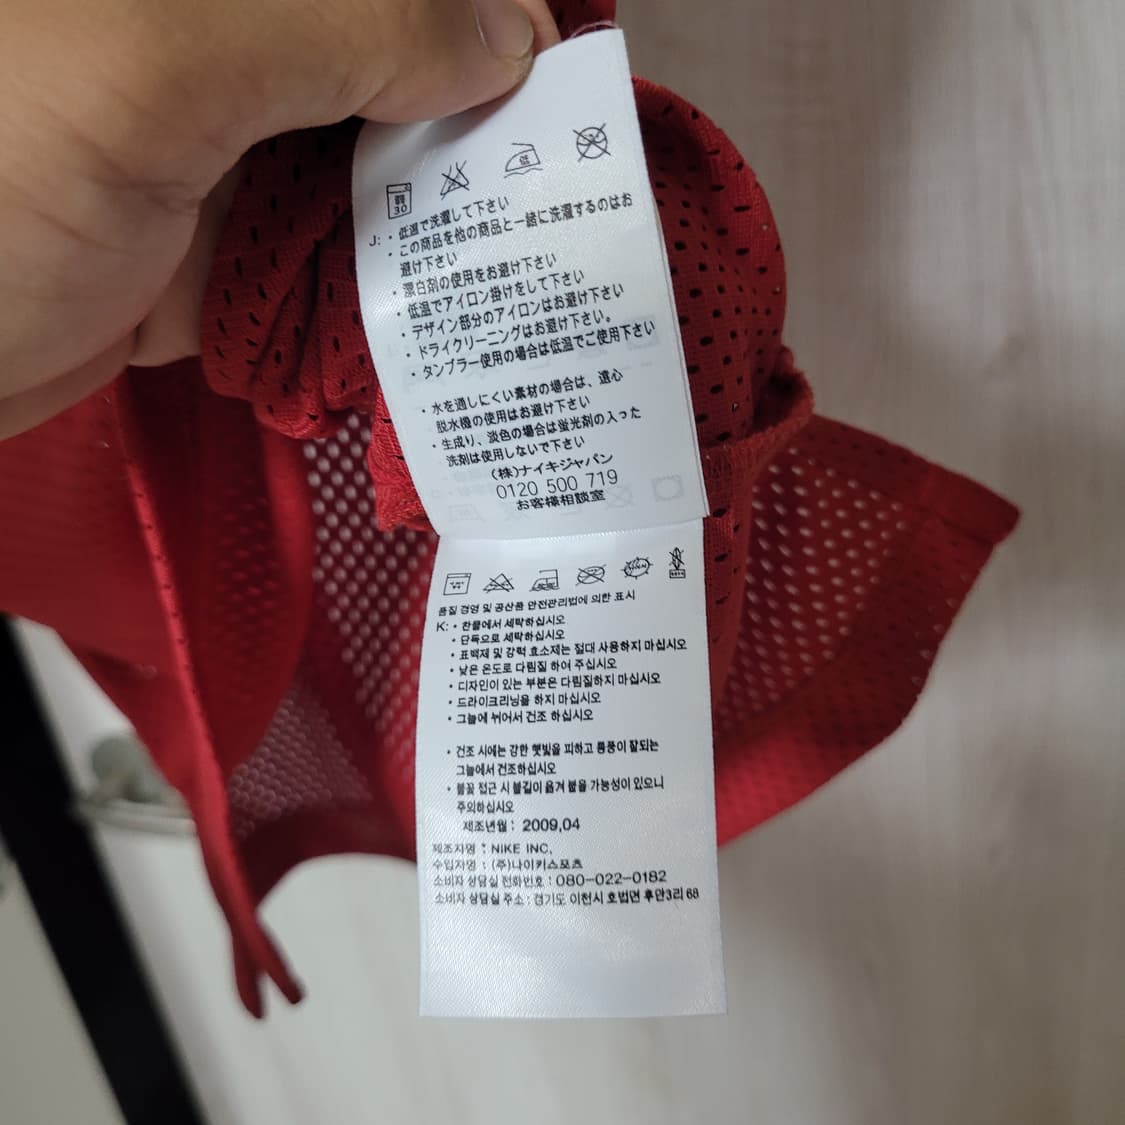 弱
30
低
J: ・低温で洗濯して下さい
・この商品を他の商品と一緒に洗濯するのはお
避け下さい
・漂白剤の使用をお避け下さい
・低温でアイロン掛けをして下さい
・デザイン部分のアイロンはお避け下さい
・ドライクリーニングはお避け下さい。
・タンブラー使用の場合は低温でご使用下さい
・水を通しにくい素材の場合は、遠心
脱水機の使用はお避け下さい
・生成り、淡色の場合は蛍光剤の入った
洗剤は使用しないで下さい
(株)ナイキジャパン
0120 500 719
お客様相談室
품질 경영 및 공산품 안전관리법에 의한 표시
K: • 찬물에서 세탁하십시오
• 단독으로 세탁하십시오
• 표백제 및 강력 효소제는 절대 사용하지 마십시오
• 낮은 온도로 다림질 하여 주십시오
• 디자인이 있는 부분은 다림질하지 마십시오
• 드라이크리닝을 하지 마십시오
• 그늘에 뉘어서 건조 하십시오
• 건조 시에는 강한 햇빛을 피하고 통풍이 잘되는
그늘에서 건조하십시오
• 불꽃 접근 시 불길이 옮겨 붙을 가능성이 있으니
주의하십시오
제조년월 : 2009,04
제조자명 : NIKE INC,
수입자명 : (주)나이키스포츠
소비자 상담실 전화번호 : 080-022-0182
소비자 상담실 주소 : 경기도 이천시 호법면 후안3리 68